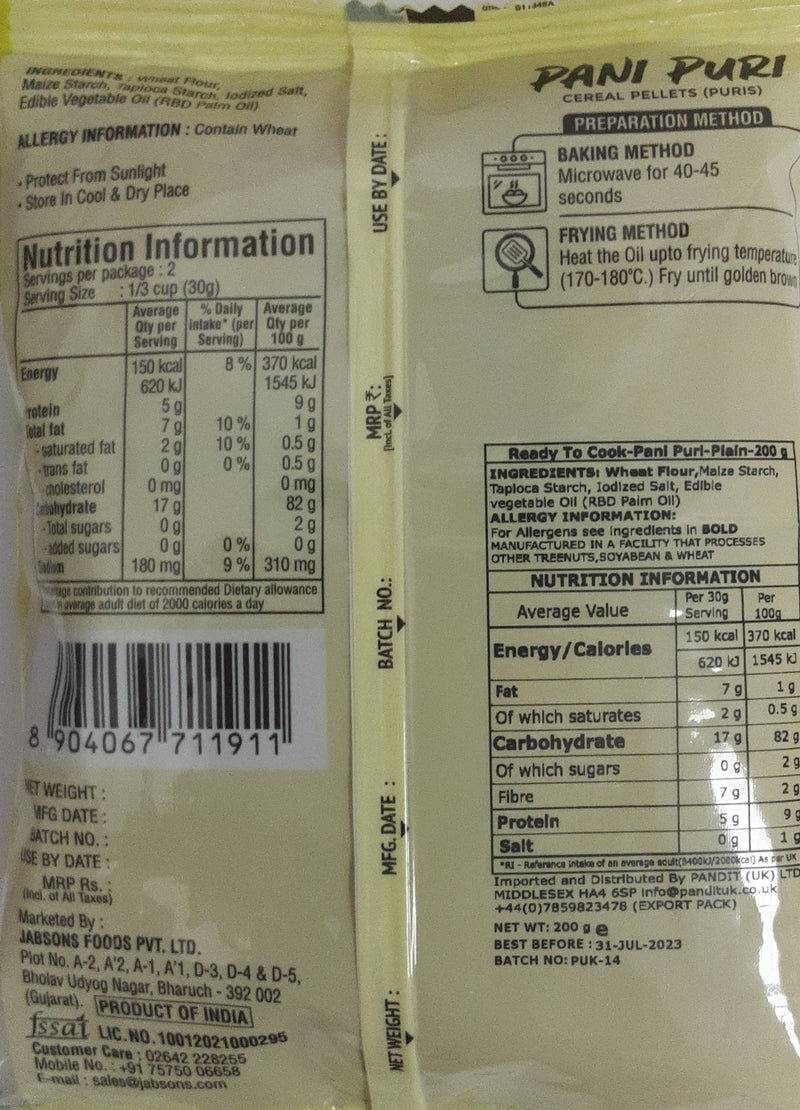 INGREDIENTS : Wheat Flour,
Maize Starch, Tapioca Starch, Iodized Salt,
Edible Vegetable Oil (RBD Palm Oil)
ALLERGY INFORMATION : Contain Wheat
• Protect From Sunlight
• Store In Cool & Dry Place
Nutrition Information
Servings per package : 2
Serving Size : 1/3 cup (30g)
Average Qty per Serving % Daily intake* (per Serving) Average Qty per 100 g
Energy 150 kcal 8 % 370 kcal
620 kJ 1545 kJ
rotein 5 g 9 g
Total fat 7 g 10 % 1 g
- saturated fat 2 g 10 % 0.5 g
- trans fat 0 g 0 % 0.5 g
cholesterol 0 mg 0 mg
Carbohydrate 17 g 82 g
- Total sugars 0 g 2 g
- added sugars 0 g 0 % 0 g
Sodium 180 mg 9 % 310 mg
contribution to recommended Dietary allowance
average adult diet of 2000 calories a day
8 904067 711911
NET WEIGHT :
MFG DATE :
BATCH NO. :
USE BY DATE :
MRP Rs. :
(Incl. of All Taxes)
Marketed By :
JABSONS FOODS PVT. LTD.
Plot No. A-2, A'2, A-1, A'1, D-3, D-4 & D-5,
Bholav Udyog Nagar, Bharuch - 392 002
(Gujarat). PRODUCT OF INDIA
fssai LIC.NO.10012021000295
Customer Care : 02642 228255
Mobile No. : +91 75750 06658
E-mail : sales@jabsons.com
USE BY DATE :
MRP ₹:
(Incl. of All Taxes)
BATCH NO.:
MFG. DATE :
NET WEIGHT :
PANI PURI
CEREAL PELLETS (PURIS)
PREPARATION METHOD
BAKING METHOD
Microwave for 40-45
seconds
FRYING METHOD
Heat the Oil upto frying temperature
(170-180°C.) Fry until golden brown
Ready To Cook-Pani Puri-Plain-200 g
INGREDIENTS: Wheat Flour,Maize Starch,
Tapioca Starch, Iodized Salt, Edible
vegetable Oil (RBD Palm Oil)
ALLERGY INFORMATION:
For Allergens see Ingredients in BOLD
MANUFACTURED IN A FACILITY THAT PROCESSES
OTHER TREENUTS,SOYABEAN & WHEAT
NUTRITION INFORMATION
Average Value Per 30g Serving Per 100g
Energy/Calories 150 kcal 370 kcal
620 kJ 1545 kJ
Fat 7 g 1 g
Of which saturates 2 g 0.5 g
Carbohydrate 17 g 82 g
Of which sugars 0 g 2 g
Fibre 7 g 2 g
Protein 5 g 9 g
Salt 0 g 1 g
*RI - Reference intake of an average adult(8400kJ/2000kcal) As per UK
Imported and Distributed By PANDIT (UK) LTD
MIDDLESEX HA4 6SP info@pandituk.co.uk
+44(0)7859823478 (EXPORT PACK)
NET WT: 200 g e
BEST BEFORE : 31-JUL-2023
BATCH NO: PUK-14